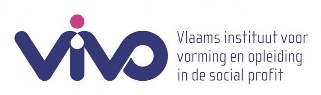 vivo
Vlaams instituut voor
vorming en opleiding
in de social profit